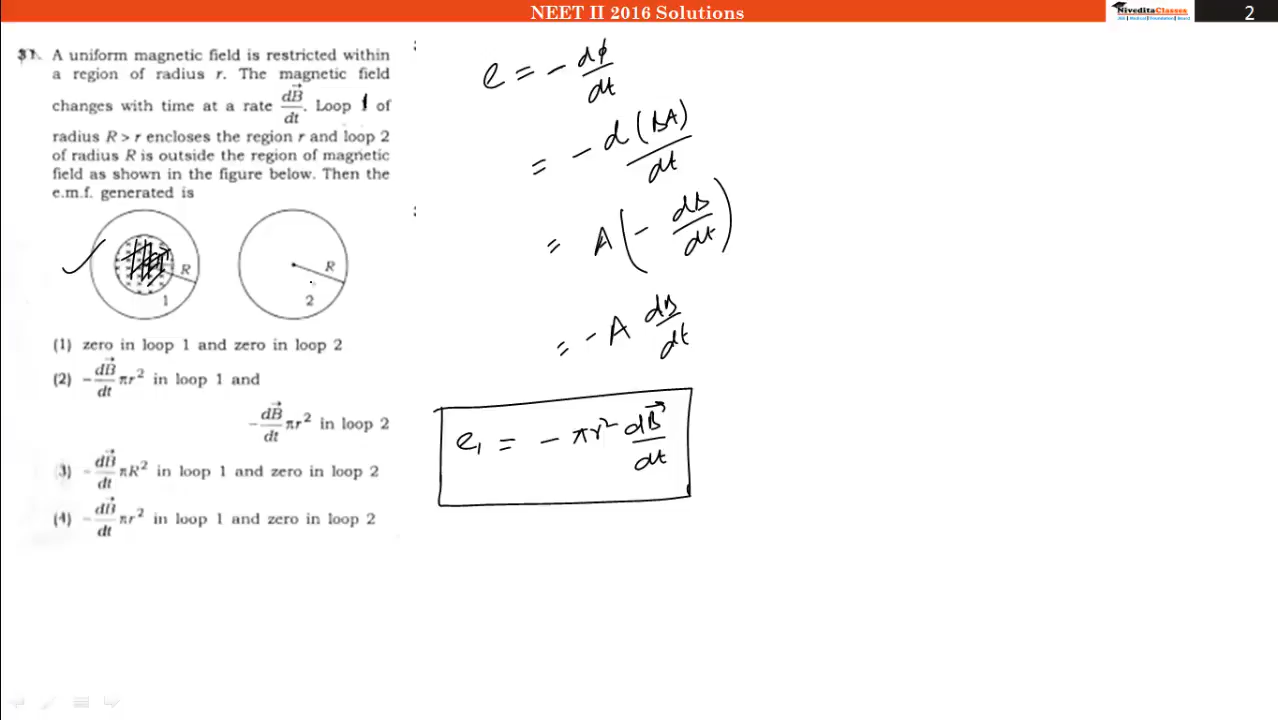 NEET II 2016 Solutions
NiveditaClasses
2
31. A uniform magnetic field is restricted within
a region of radius r. The magnetic field
changes with time at a rate dB⃗/dt. Loop 1 of
radius R > r encloses the region r and loop 2
of radius R is outside the region of magnetic
field as shown in the figure below. Then the
e.m.f. generated is
R
1
R
2
(1) zero in loop 1 and zero in loop 2
(2) -dB⃗/dt πr² in loop 1 and
-dB⃗/dt πr² in loop 2
(3) -dB⃗/dt πR² in loop 1 and zero in loop 2
(4) -dB⃗/dt πr² in loop 1 and zero in loop 2
e = - dϕ/dt
= - d(BA)/dt
= A(- dB/dt)
= - A dB/dt
e₁ = - πr² dB⃗/dt